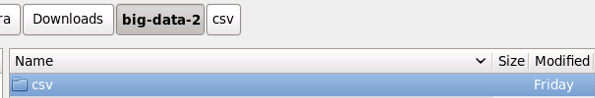 ra Downloads big-data-2 csv
Name Size Modified
csv Friday